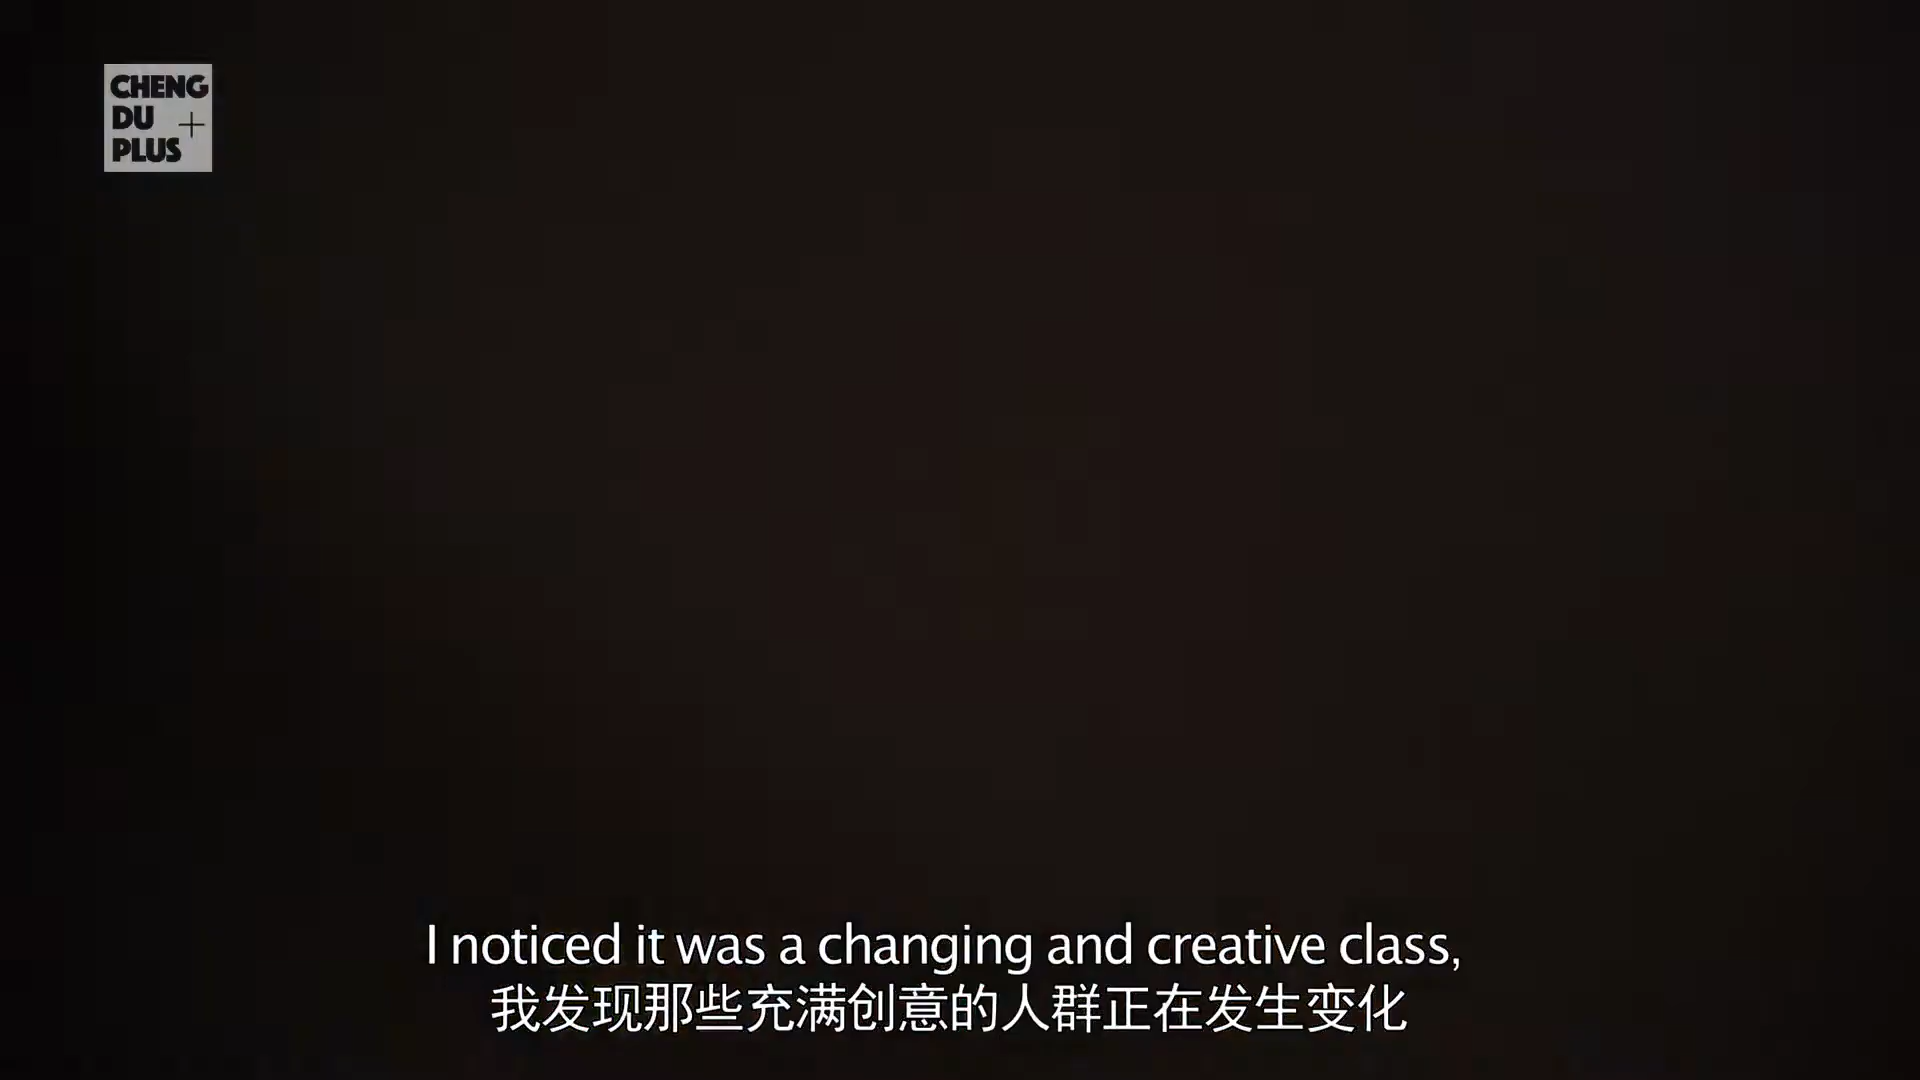 CHENG
DU +
PLUS
I noticed it was a changing and creative class,
我发现那些充满创意的人群正在发生变化